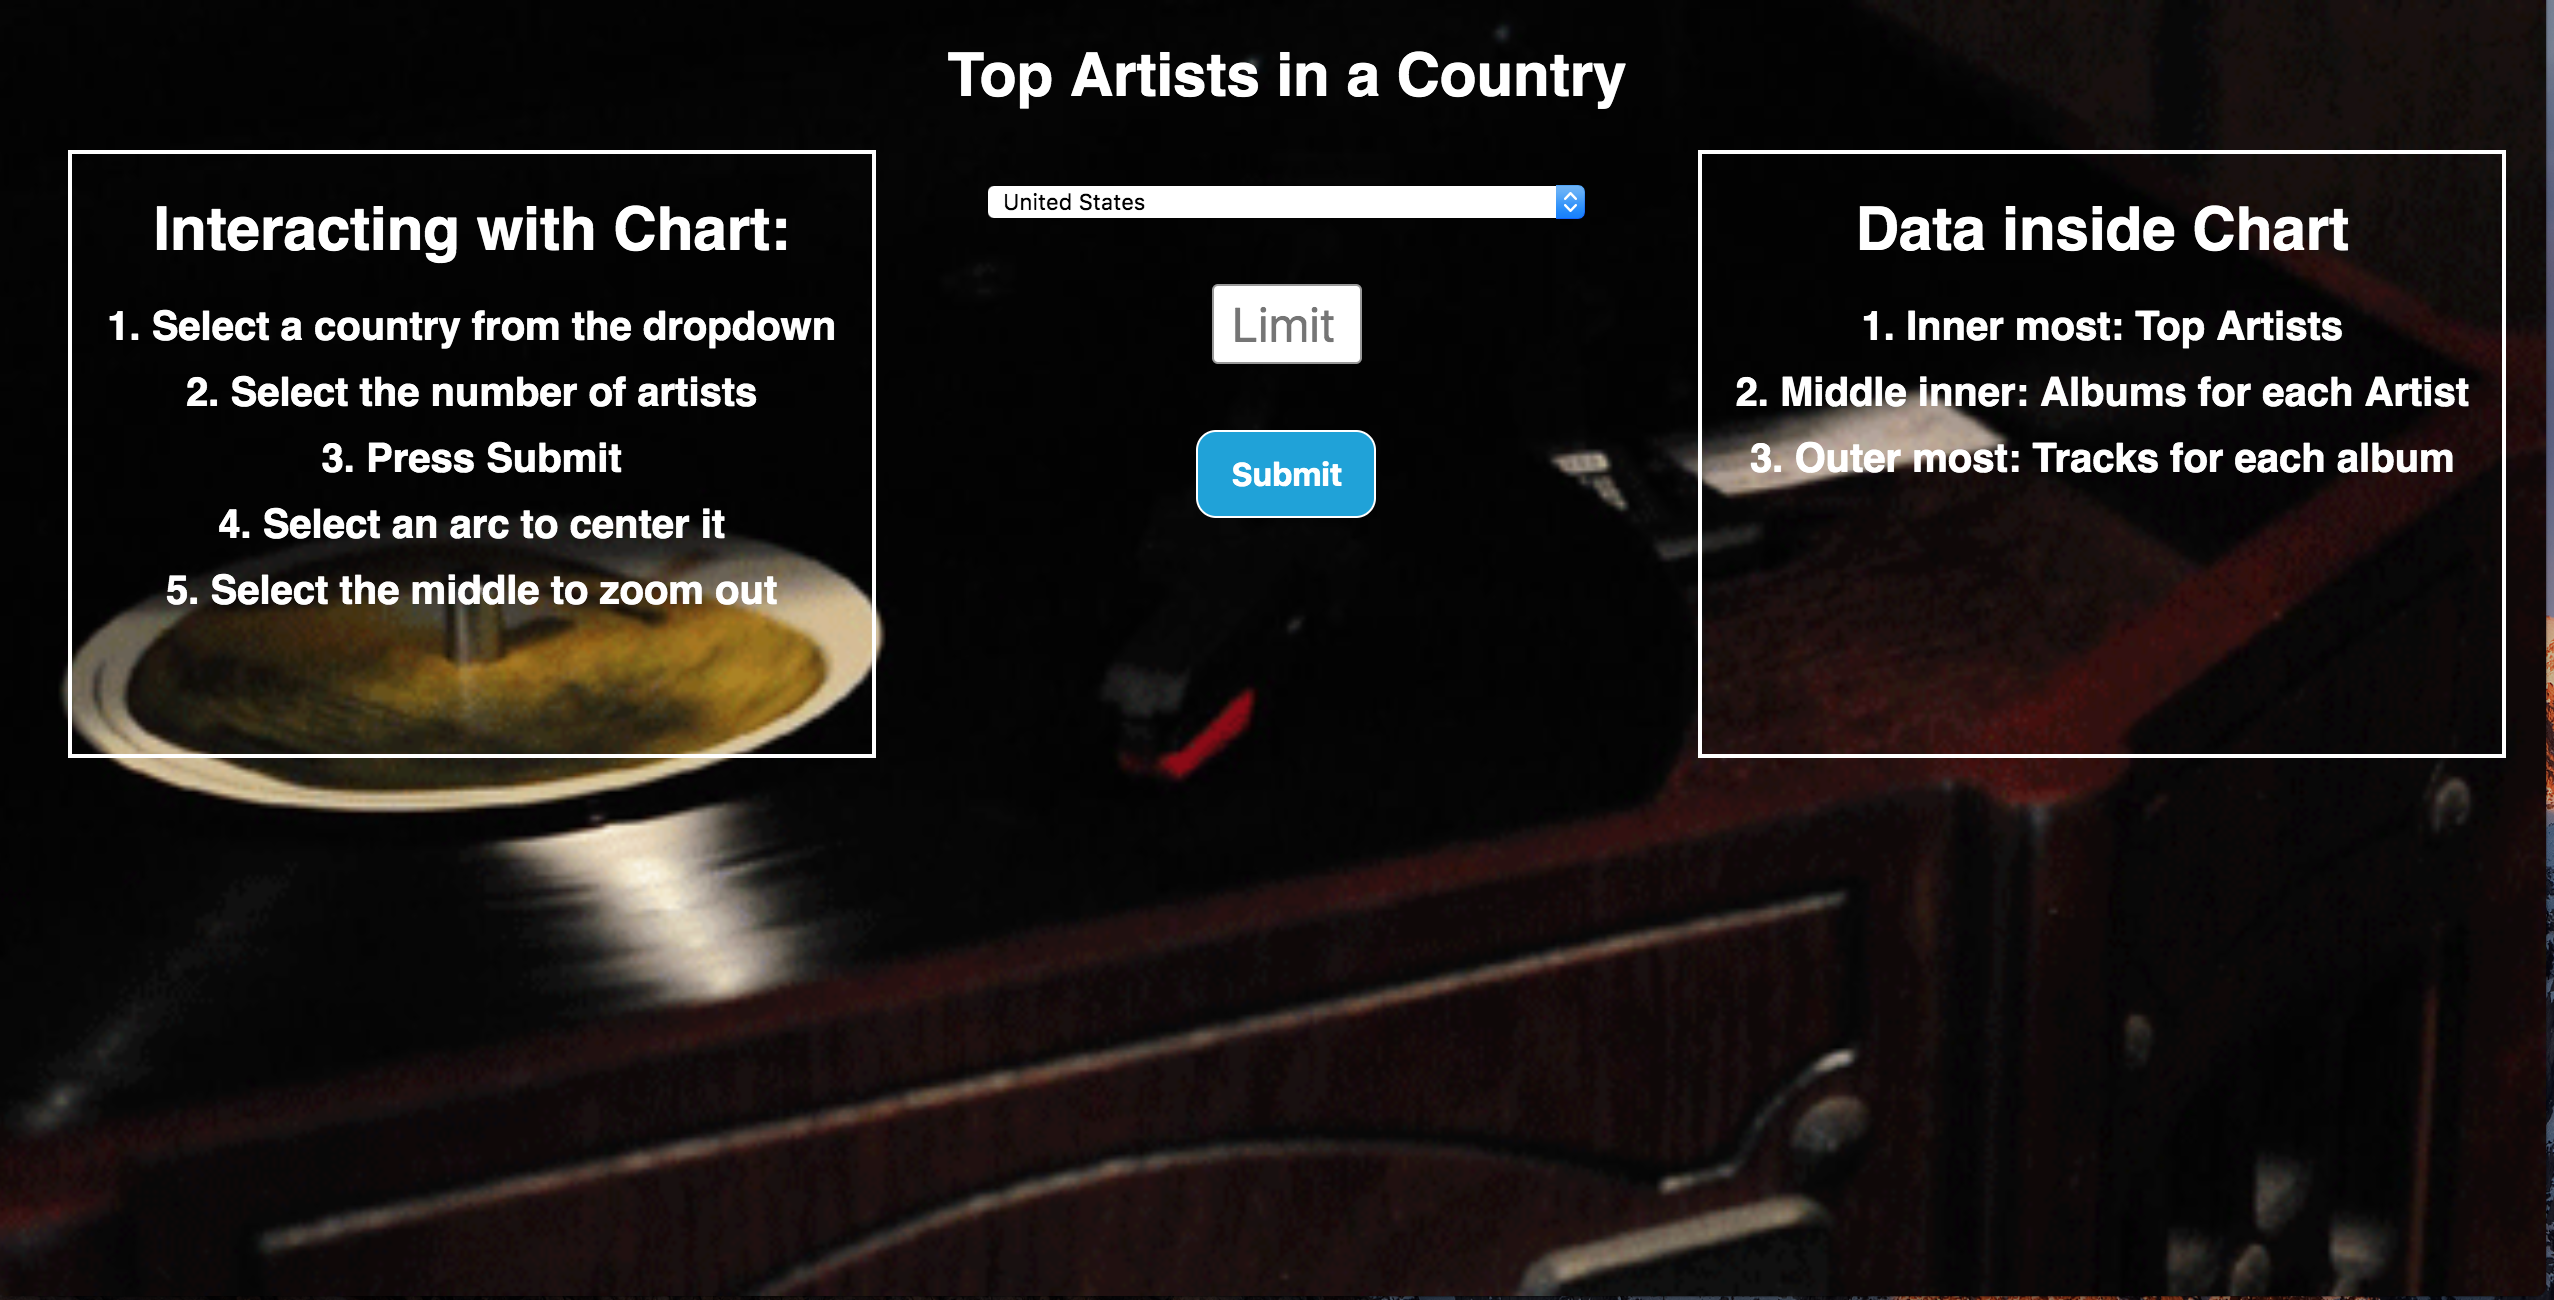 Top Artists in a Country
Interacting with Chart:
1. Select a country from the dropdown
2. Select the number of artists
3. Press Submit
4. Select an arc to center it
5. Select the middle to zoom out
United States
Limit
Submit
Data inside Chart
1. Inner most: Top Artists
2. Middle inner: Albums for each Artist
3. Outer most: Tracks for each album